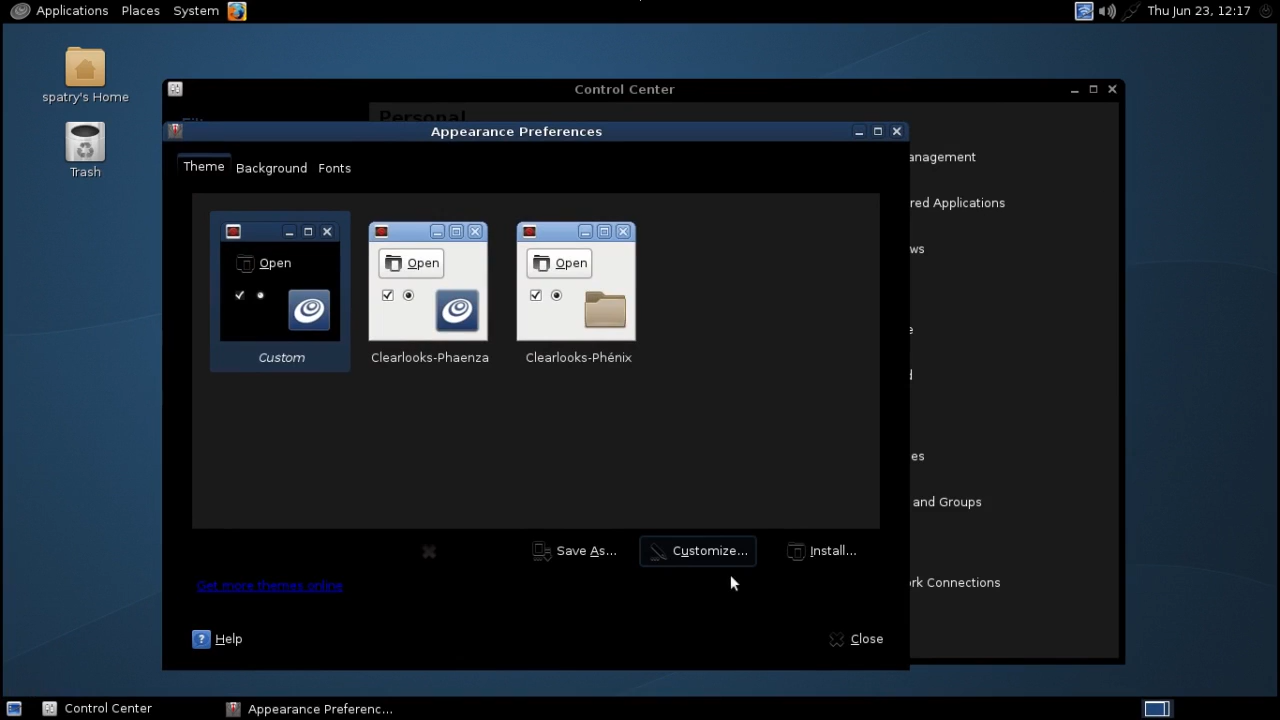 Applications Places System
Thu Jun 23, 12:17
spatry's Home
Trash
Control Center
Personal
Appearance Preferences
Theme Background Fonts
anagement
red Applications
ws
e
d
es
and Groups
rk Connections
Open
Open
Open
Custom
Clearlooks-Phaenza
Clearlooks-Phénix
Save As...
Customize...
Install...
Get more themes online
Help
Close
Control Center
Appearance Preferenc...